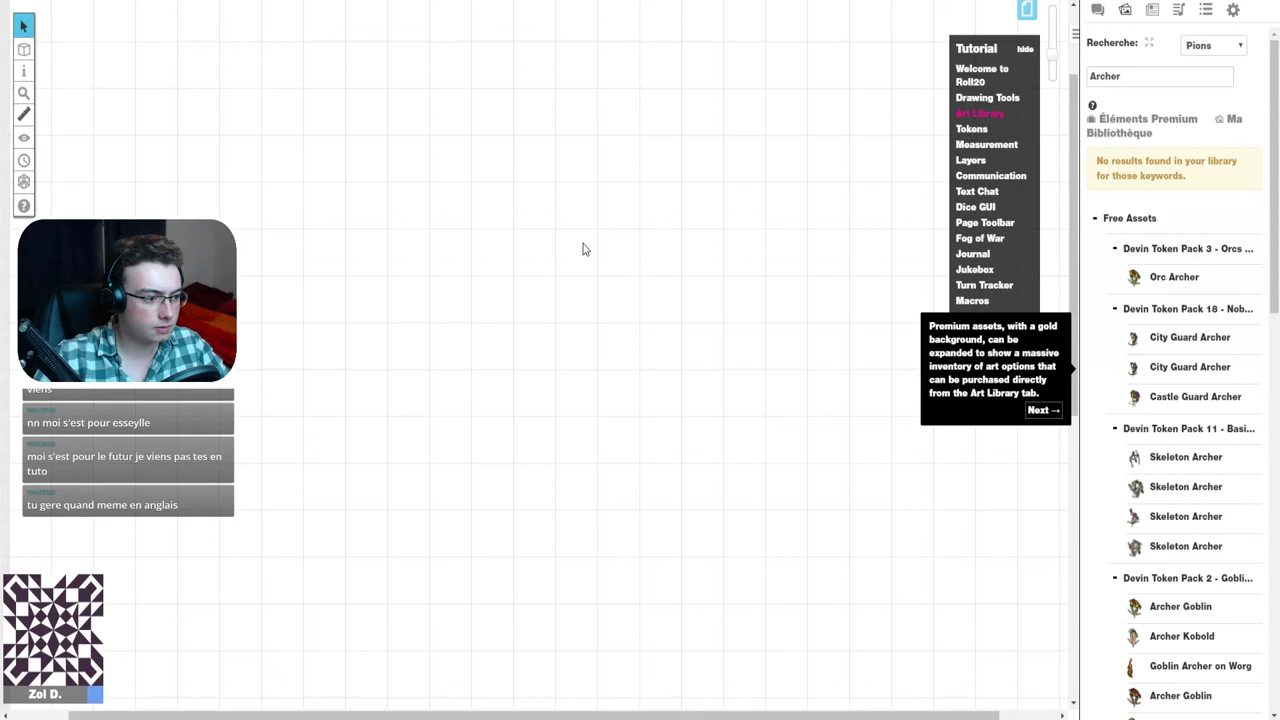 Tutorial hide
Welcome to
Roll20
Drawing Tools
Art Library
Tokens
Measurement
Layers
Communication
Text Chat
Dice GUI
Page Toolbar
Fog of War
Journal
Jukebox
Turn Tracker
Macros
Premium assets, with a gold
background, can be
expanded to show a massive
inventory of art options that
can be purchased directly
from the Art Library tab.
Next →
Recherche:
Pions
Archer
Éléments Premium Ma
Bibliothèque
No results found in your library
for those keywords.
Free Assets
Devin Token Pack 3 - Orcs ...
Orc Archer
Devin Token Pack 18 - Nob...
City Guard Archer
City Guard Archer
Castle Guard Archer
Devin Token Pack 11 - Basi...
Skeleton Archer
Skeleton Archer
Skeleton Archer
Skeleton Archer
Devin Token Pack 2 - Gobli...
Archer Goblin
Archer Kobold
Goblin Archer on Worg
Archer Goblin
viens
nn moi s'est pour esseylle
moi s'est pour le futur je viens pas tes en
tuto
tu gere quand meme en anglais
Zol D.